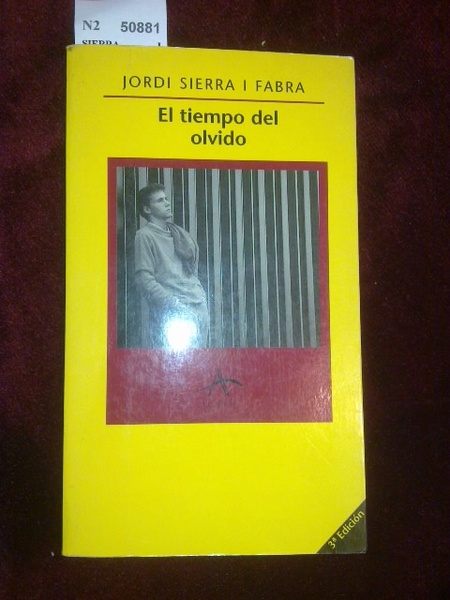 N2 50881
SIERRA
JORDI SIERRA I FABRA
El tiempo del
olvido
3ª Edición